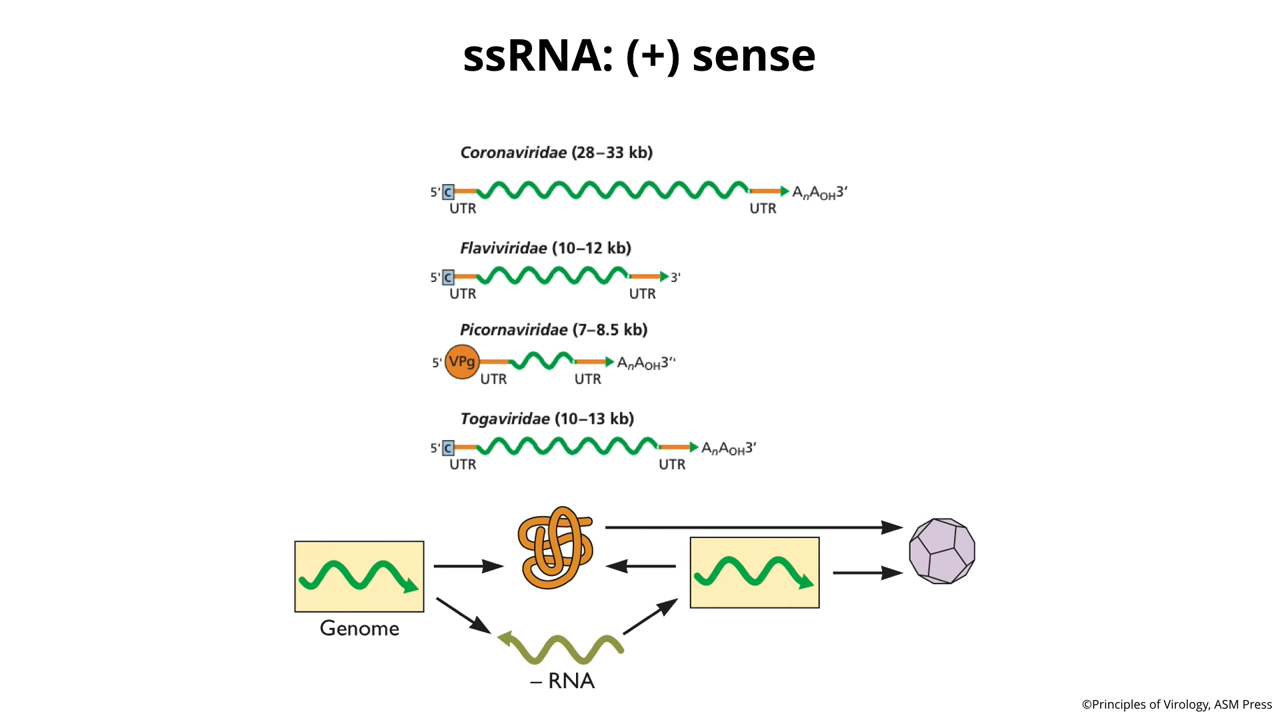 ssRNA: (+) sense
Coronaviridae (28–33 kb)
5' C AnAOH3'
UTR UTR
Flaviviridae (10–12 kb)
5' C 3'
UTR UTR
Picornaviridae (7–8.5 kb)
5' VPg AnAOH3''
UTR UTR
Togaviridae (10–13 kb)
5' C AnAOH3'
UTR UTR
Genome
– RNA
©Principles of Virology, ASM Press